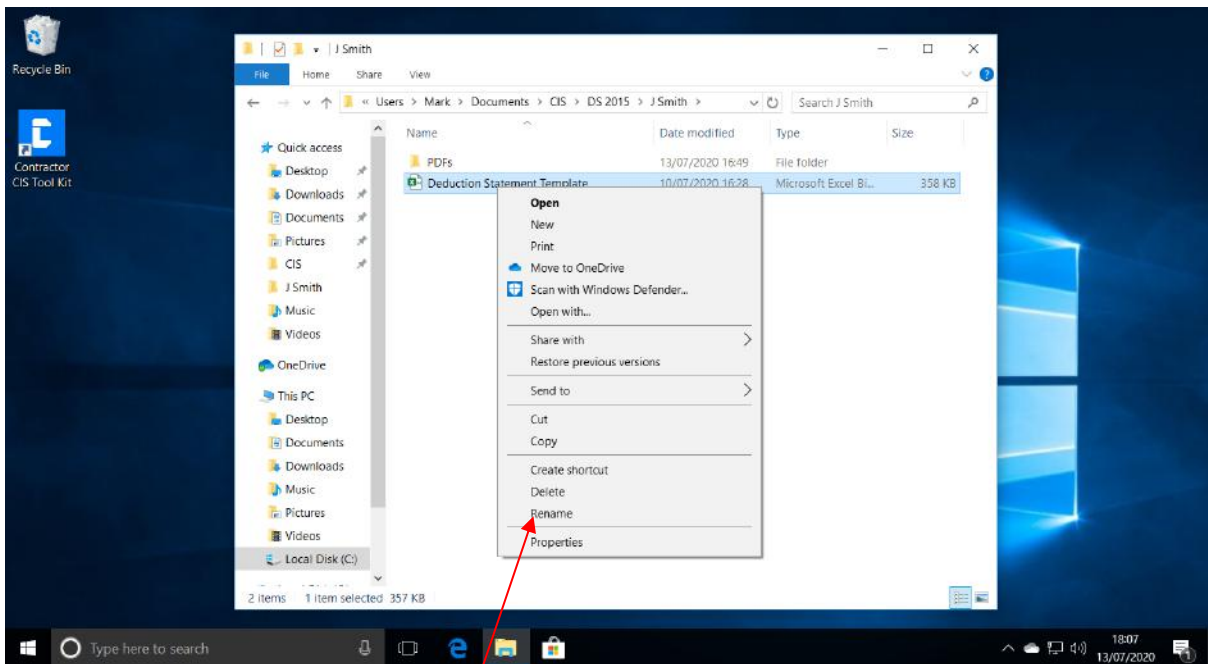 Recycle Bin
Contractor
CIS Tool Kit
J Smith
File Home Share View
« Users > Mark > Documents > CIS > DS 2015 > J Smith >
Search J Smith
Name Date modified Type Size
PDFs 13/07/2020 16:49 File folder
Deduction Statement Template 10/07/2020 16:28 Microsoft Excel Bi... 358 KB
Quick access
Desktop
Downloads
Documents
Pictures
CIS
J Smith
Music
Videos
OneDrive
This PC
Desktop
Documents
Downloads
Music
Pictures
Videos
Local Disk (C:)
Open
New
Print
Move to OneDrive
Scan with Windows Defender...
Open with...
Share with
Restore previous versions
Send to
Cut
Copy
Create shortcut
Delete
Rename
Properties
2 items 1 item selected 357 KB
Type here to search
18:07
13/07/2020
1